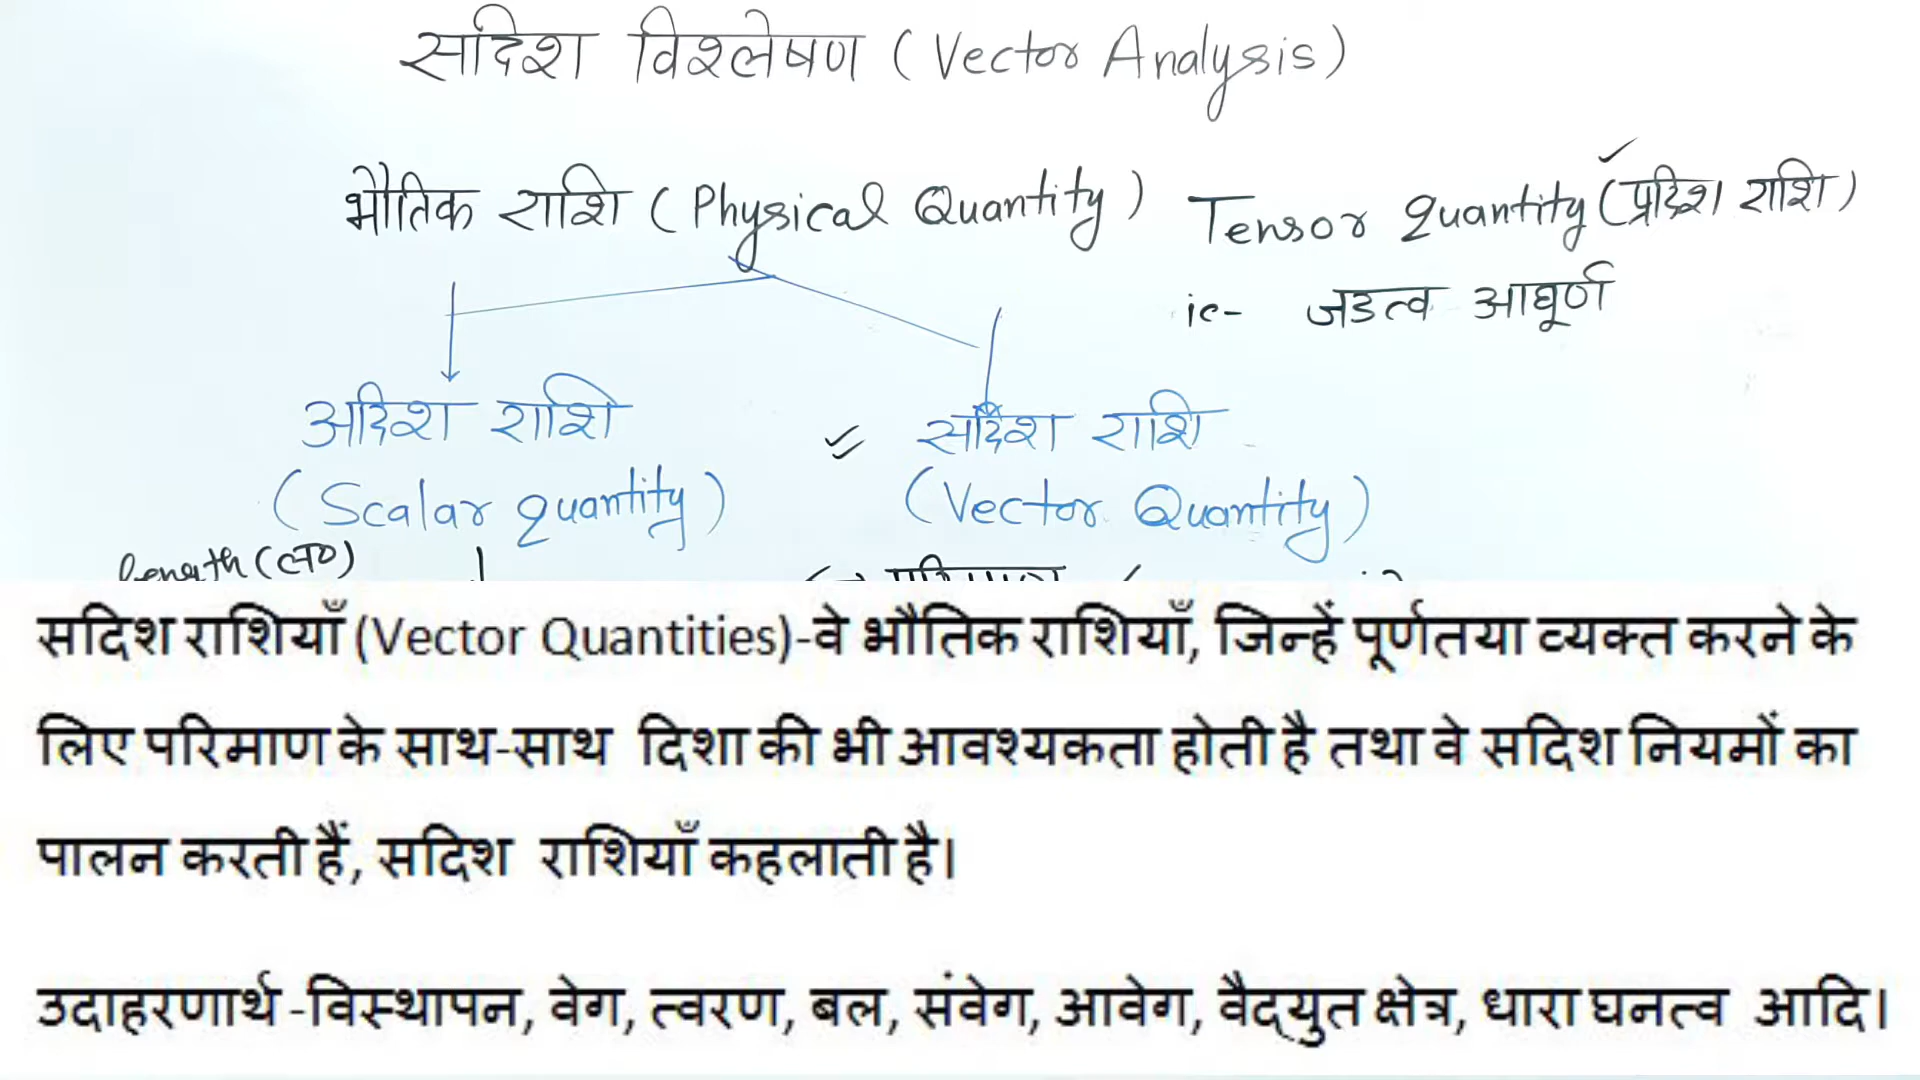 सदिश विश्लेषण (Vector Analysis)
भौतिक राशि (Physical Quantity) Tensor quantity (प्रदिश राशि)
ie- जडत्व आघूर्ण
अदिश राशि सदिश राशि
(Scalar quantity) (Vector Quantity)
length
सदिश राशियाँ (Vector Quantities)-वे भौतिक राशियाँ, जिन्हें पूर्णतया व्यक्त करने के
लिए परिमाण के साथ-साथ दिशा की भी आवश्यकता होती है तथा वे सदिश नियमों का
पालन करती हैं, सदिश राशियाँ कहलाती है।
उदाहरणार्थ -विस्थापन, वेग, त्वरण, बल, संवेग, आवेग, वैद्युत क्षेत्र, धारा घनत्व आदि।